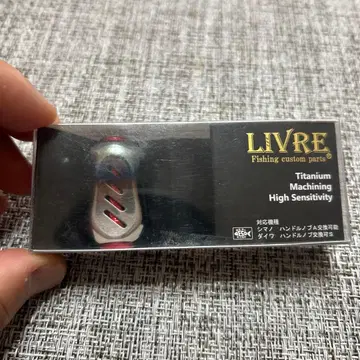 LIVRE
Fishing custom parts®
Titanium
Machining
High Sensitivity
対応機種
シマノ ハンドルノブA交換可能
ダイワ ハンドルノブ交換可S